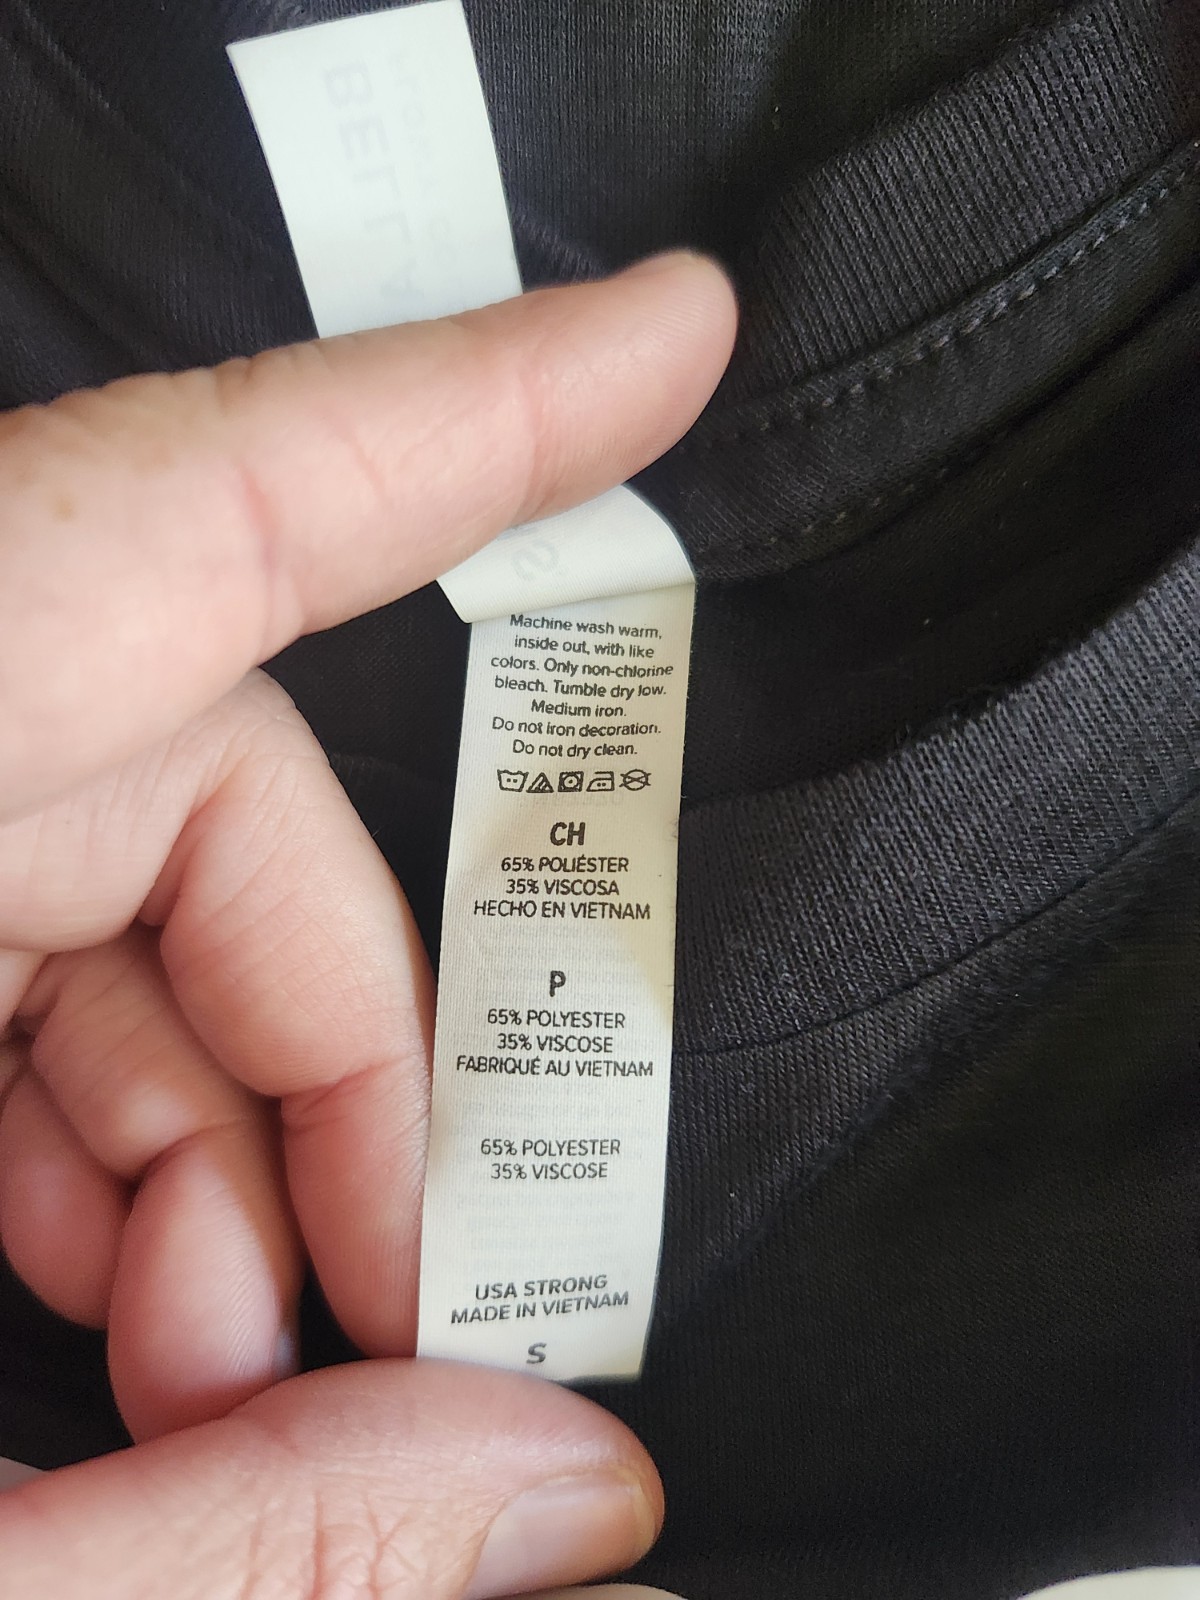 BELLA
Machine wash warm,
inside out, with like
colors. Only non-chlorine
bleach. Tumble dry low.
Medium iron.
Do not iron decoration.
Do not dry clean.
CH
65% POLIÉSTER
35% VISCOSA
HECHO EN VIETNAM
P
65% POLYESTER
35% VISCOSE
FABRIQUÉ AU VIETNAM
65% POLYESTER
35% VISCOSE
USA STRONG
MADE IN VIETNAM
S